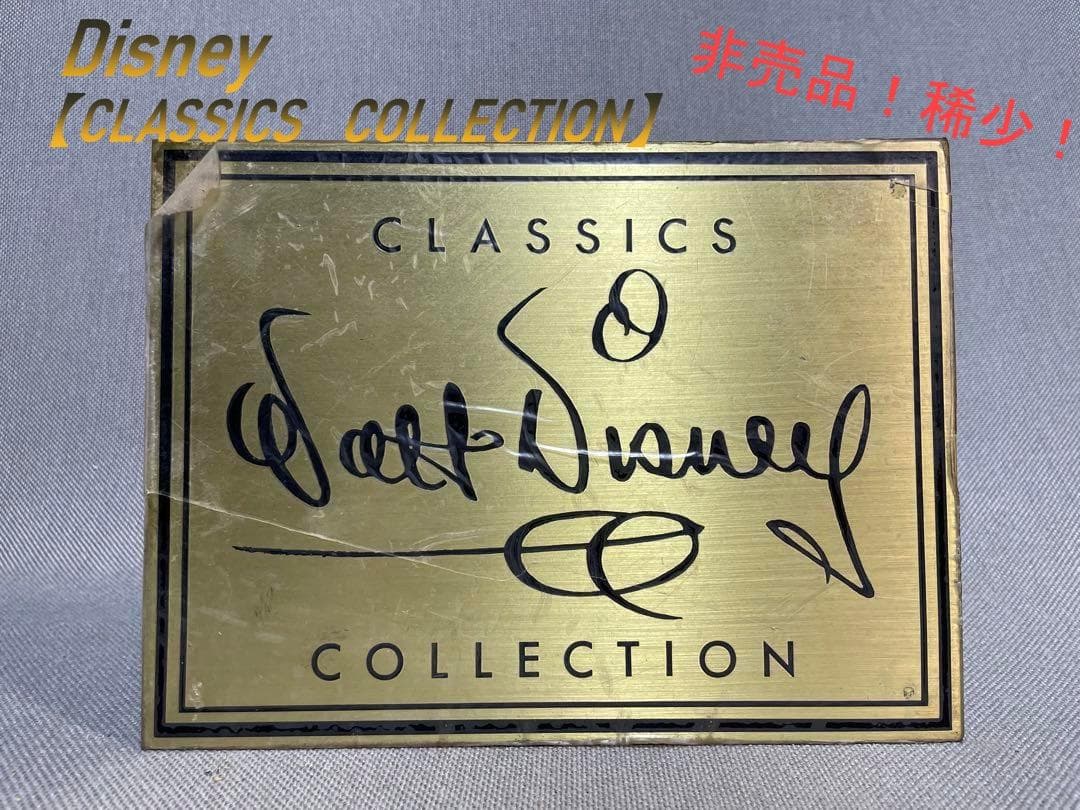 Disney
【CLASSICS COLLECTION】
非売品！稀少！
CLASSICS
Walt Disney
COLLECTION